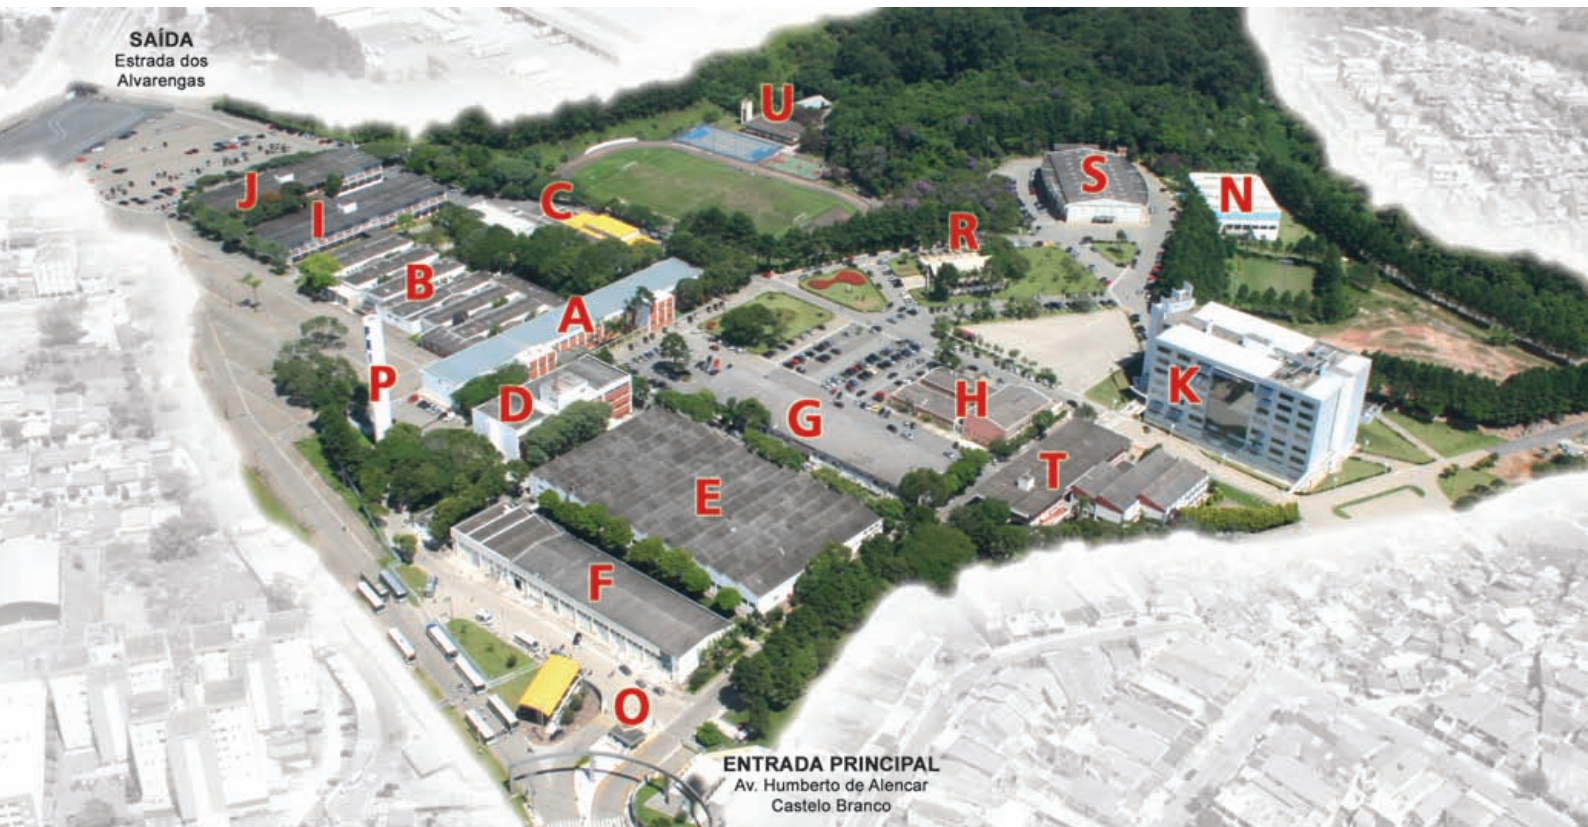 SAÍDA
Estrada dos
Alvarengas
U
J
I
C
S
N
R
B
A
P
D
G
H
K
E
T
F
O
ENTRADA PRINCIPAL
Av. Humberto de Alencar
Castelo Branco